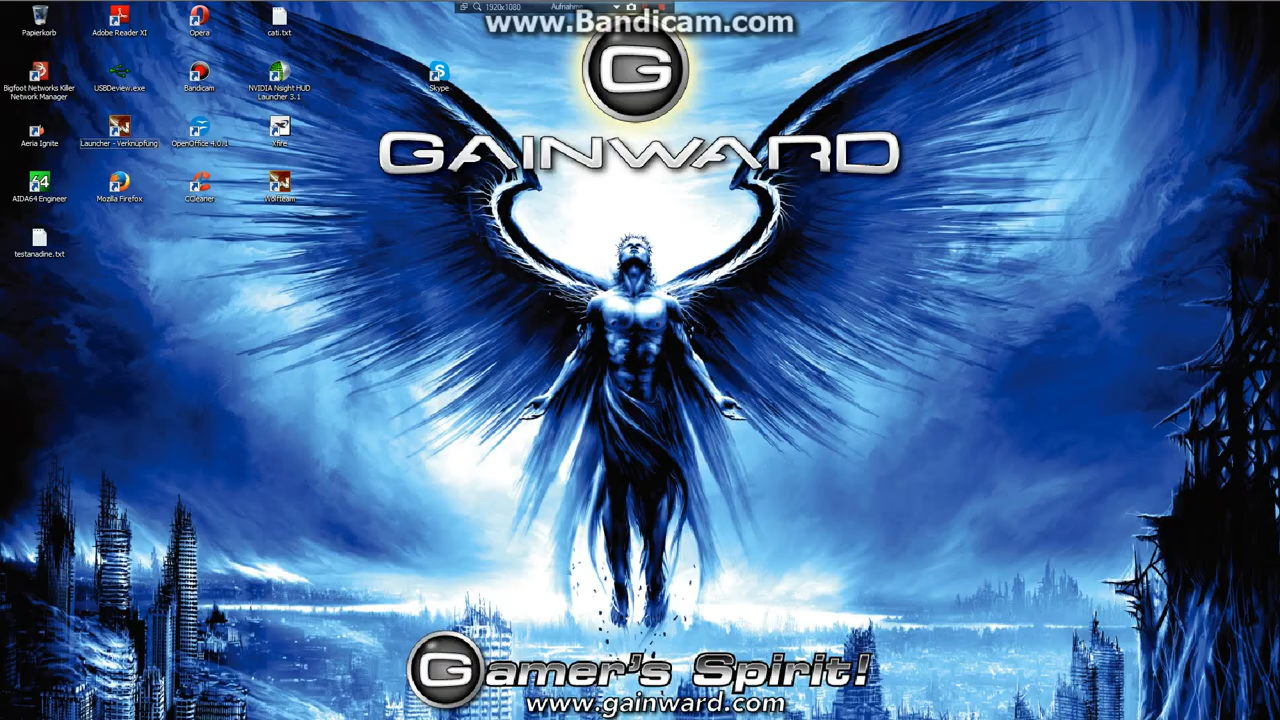 1920x1080
Aufnahme
www.Bandicam.com
Papierkorb
Adobe Reader XI
Opera
cati.txt
Bigfoot Networks Killer
Network Manager
USBDeview.exe
Bandicam
NVIDIA Nsight HUD
Launcher 3.1
Skype
Aeria Ignite
Launcher - Verknüpfung
OpenOffice 4.0.1
Xfire
AIDA64 Engineer
Mozilla Firefox
CCleaner
Wolfteam
testanadine.txt
G
GAINWARD
Gamer's Spirit!
www.gainward.com